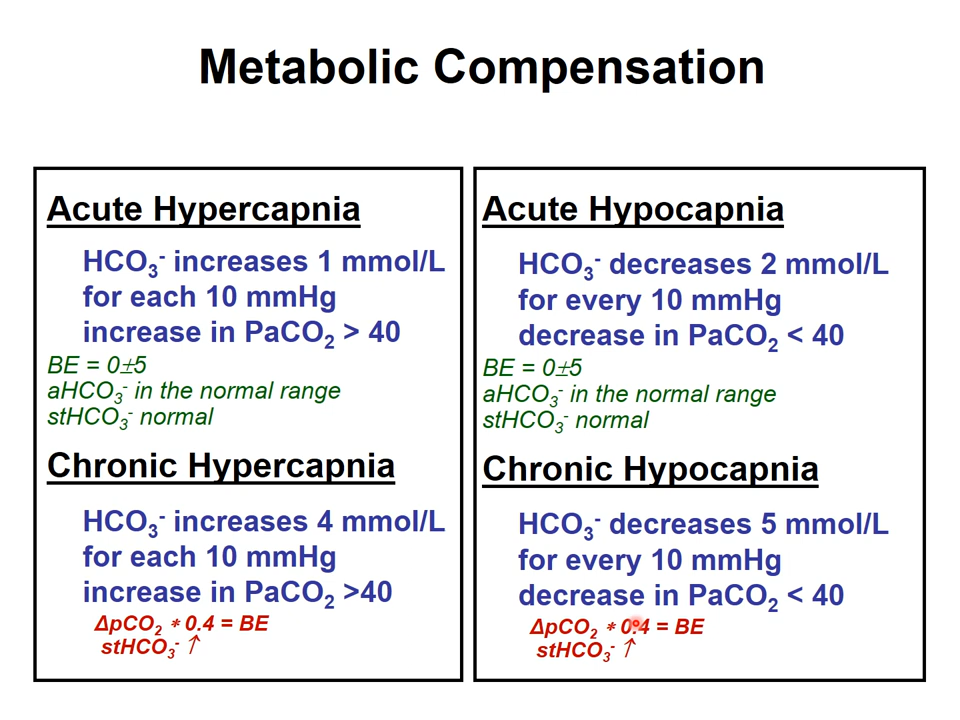 Metabolic Compensation
Acute Hypercapnia
HCO₃⁻ increases 1 mmol/L
for each 10 mmHg
increase in PaCO₂ > 40
BE = 0±5
aHCO₃⁻ in the normal range
stHCO₃⁻ normal
Chronic Hypercapnia
HCO₃⁻ increases 4 mmol/L
for each 10 mmHg
increase in PaCO₂ >40
ΔpCO₂ * 0.4 = BE
stHCO₃⁻ ↑
Acute Hypocapnia
HCO₃⁻ decreases 2 mmol/L
for every 10 mmHg
decrease in PaCO₂ < 40
BE = 0±5
aHCO₃⁻ in the normal range
stHCO₃⁻ normal
Chronic Hypocapnia
HCO₃⁻ decreases 5 mmol/L
for every 10 mmHg
decrease in PaCO₂ < 40
ΔpCO₂ * 0.4 = BE
stHCO₃⁻ ↑